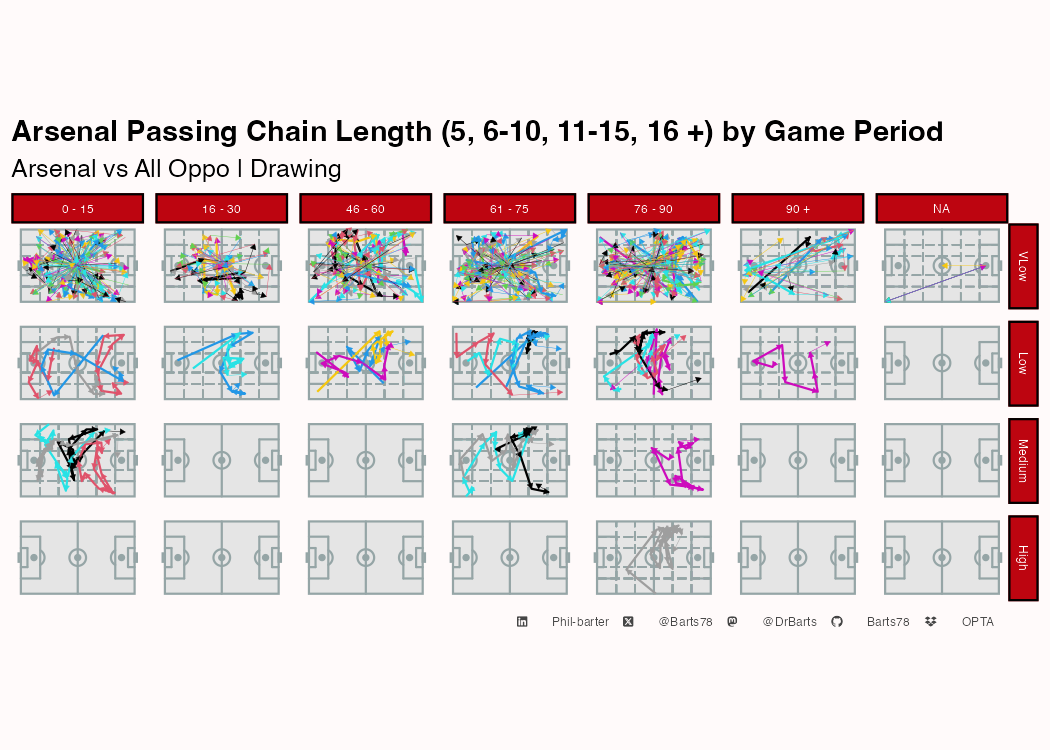 Arsenal Passing Chain Length (5, 6-10, 11-15, 16 +) by Game Period
Arsenal vs All Oppo | Drawing
0 - 15 16 - 30 46 - 60 61 - 75 76 - 90 90 + NA
VLow
Low
Medium
High
Phil-barter @Barts78 @DrBarts Barts78 OPTA